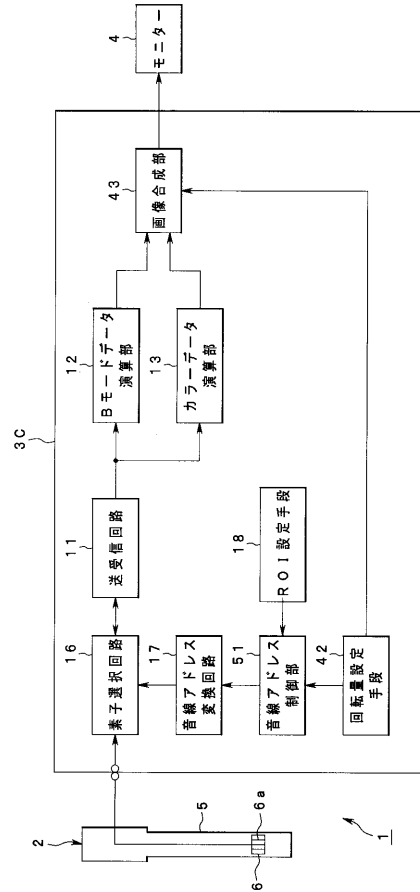 3C
2
5
6a
6
1
16
素子選択回路
17
音線アドレス
変換回路
51
音線アドレス
制御部
42
回転量設定
手段
11
送受信回路
18
ROI設定手段
12
Bモードデータ
演算部
13
カラーデータ
演算部
43
画像合成部
4
モニター